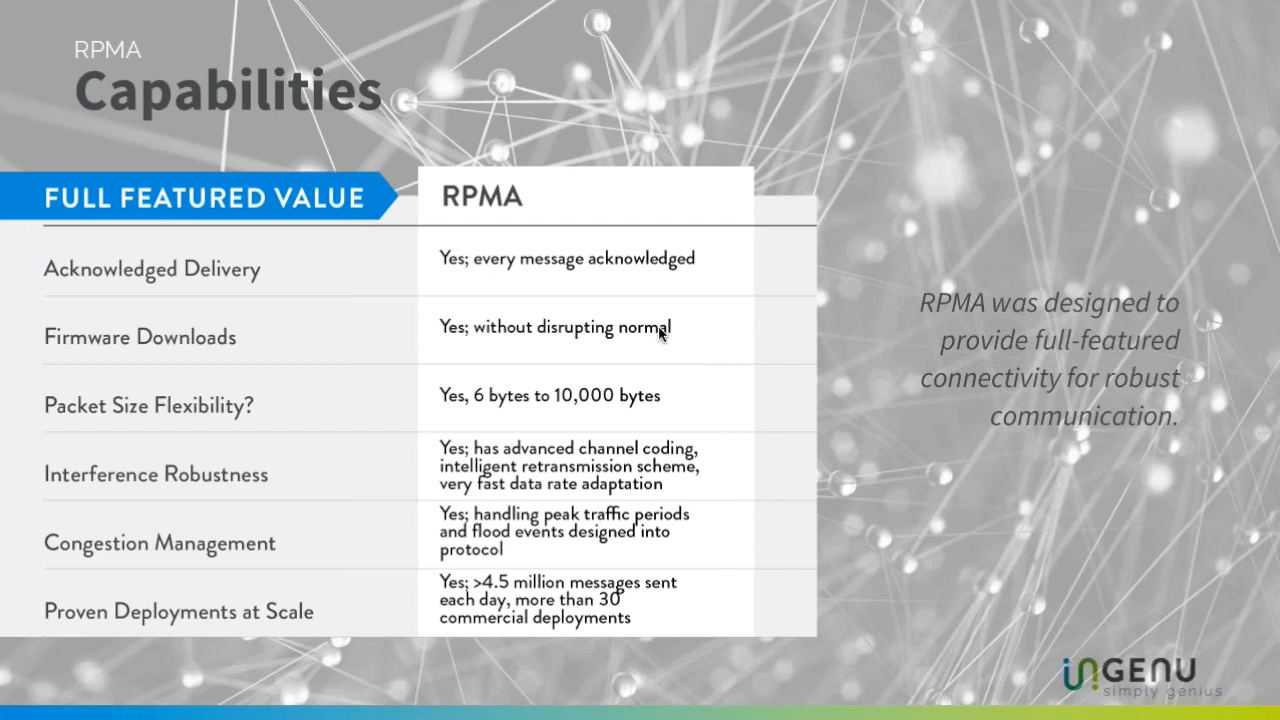 RPMA
Capabilities
FULL FEATURED VALUE
RPMA
Acknowledged Delivery
Yes; every message acknowledged
Firmware Downloads
Yes; without disrupting normal
Packet Size Flexibility?
Yes, 6 bytes to 10,000 bytes
Interference Robustness
Yes; has advanced channel coding,
intelligent retransmission scheme,
very fast data rate adaptation
Congestion Management
Yes; handling peak traffic periods
and flood events designed into
protocol
Proven Deployments at Scale
Yes; >4.5 million messages sent
each day, more than 30
commercial deployments
RPMA was designed to
provide full-featured
connectivity for robust
communication.
inGENU
simply genius